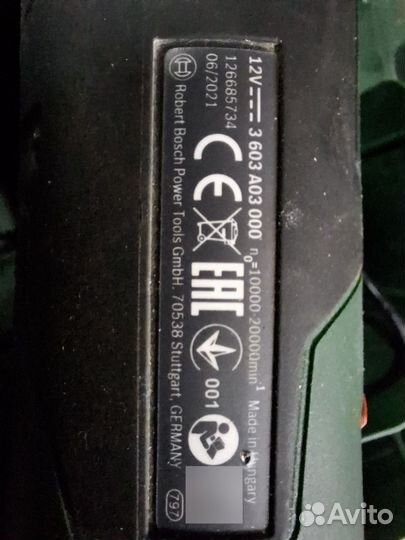 12V 3 603 A03 000 n₀=10000-20000min⁻¹ Made in Hungary
126685734
06/2021
CE
EAC
001
Robert Bosch Power Tools GmbH. 70538 Stuttgart, GERMANY
797
Avito